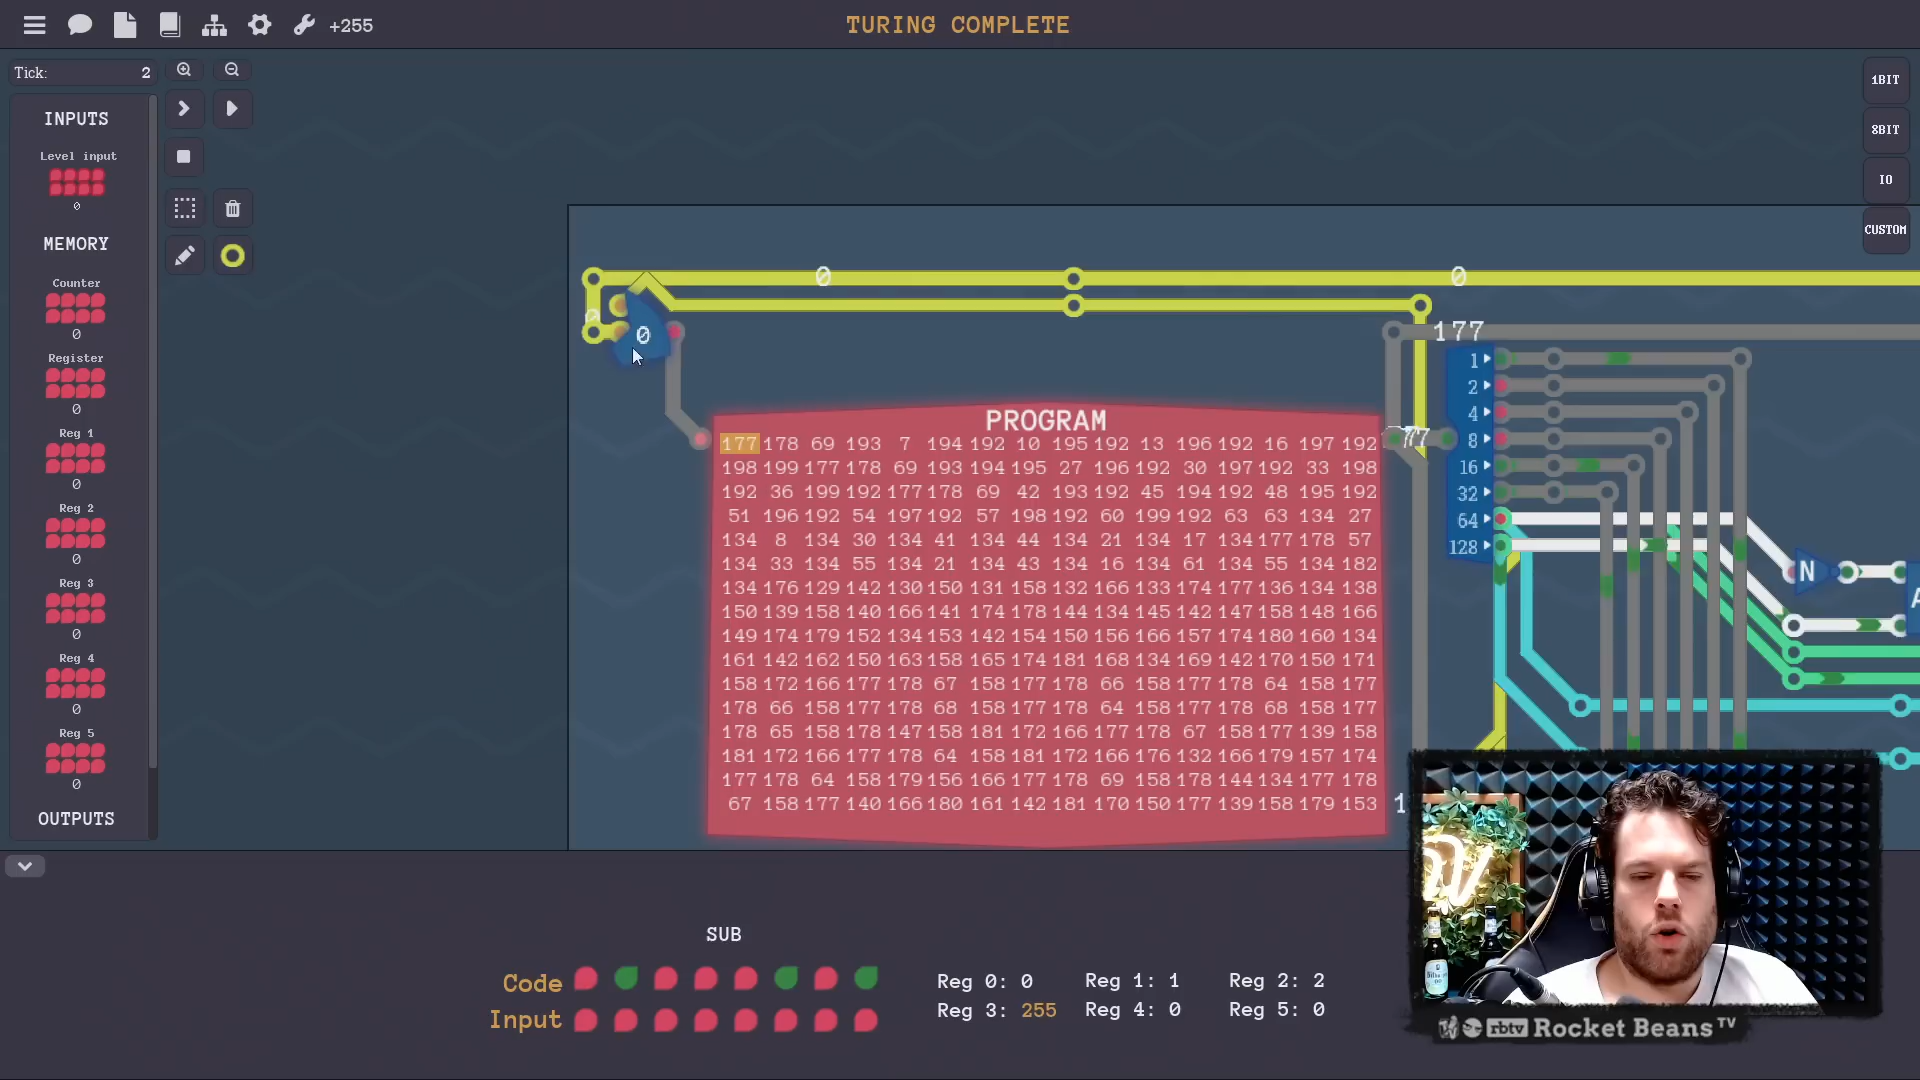 +255
TURING COMPLETE
Tick: 2
1BIT
8BIT
IO
CUSTOM
INPUTS
Level input
0
MEMORY
Counter
0
Register
0
Reg 1
0
Reg 2
0
Reg 3
0
Reg 4
0
Reg 5
0
OUTPUTS
0
0
0
177
PROGRAM
177 178 69 193 7 194 192 10 195 192 13 196 192 16 197 192
198 199 177 178 69 193 194 195 27 196 192 30 197 192 33 198
192 36 199 192 177 178 69 42 193 192 45 194 192 48 195 192
51 196 192 54 197 192 57 198 192 60 199 192 63 63 134 27
134 8 134 30 134 41 134 44 134 21 134 17 134 177 178 57
134 33 134 55 134 21 134 43 134 16 134 61 134 55 134 182
134 176 129 142 130 150 131 158 132 166 133 174 177 136 134 138
150 139 158 140 166 141 174 178 144 134 145 142 147 158 148 166
149 174 179 152 134 153 142 154 150 156 166 157 174 180 160 134
161 142 162 150 163 158 165 174 181 168 134 169 142 170 150 171
158 172 166 177 178 67 158 177 178 66 158 177 178 64 158 177
178 66 158 177 178 68 158 177 178 64 158 177 178 68 158 177
178 65 158 178 147 158 181 172 166 177 178 67 158 177 139 158
181 172 166 177 178 64 158 181 172 166 176 132 166 179 157 174
177 178 64 158 179 156 166 177 178 69 158 178 144 134 177 178
67 158 177 140 166 180 161 142 181 170 150 177 139 158 179 153
1
2
4
8
16
32
64
128
N
SUB
Code
Input
Reg 0: 0 Reg 1: 1 Reg 2: 2
Reg 3: 255 Reg 4: 0 Reg 5: 0
rbtv Rocket Beans TV